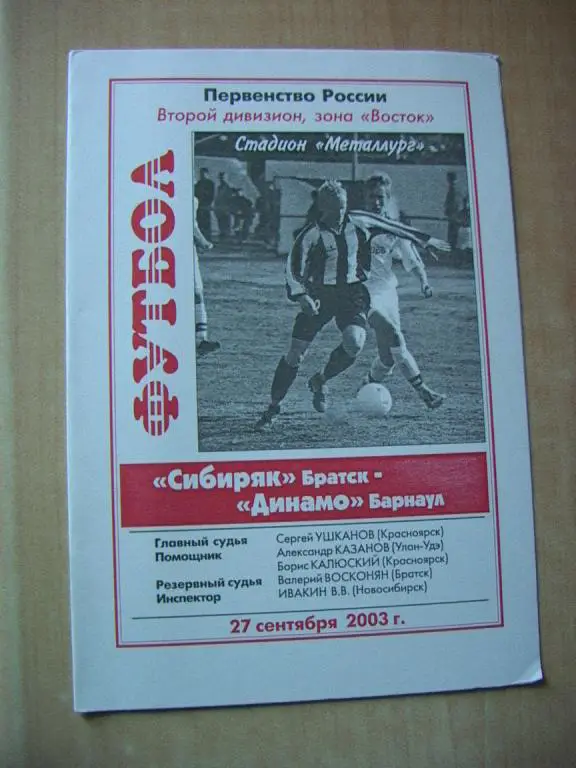 Первенство России
Второй дивизион, зона «Восток»
Стадион «Металлург»
ФУТБОЛ
«Сибиряк» Братск -
«Динамо» Барнаул
Главный судья Сергей УШКАНОВ (Красноярск)
Помощник Александр КАЗАНОВ (Улан-Удэ)
Борис КАЛЮСКИЙ (Красноярск)
Резервный судья Валерий ВОСКОНЯН (Братск)
Инспектор ИВАКИН В.В. (Новосибирск)
27 сентября 2003 г.